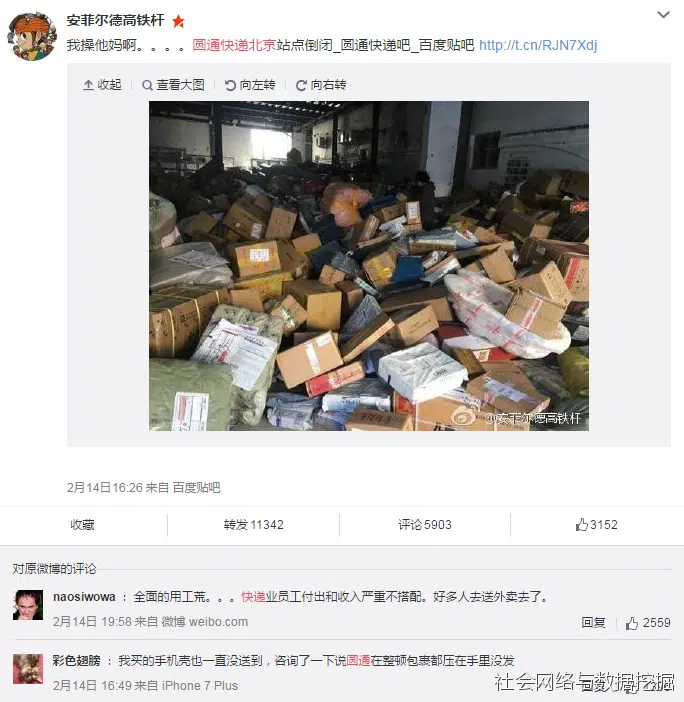 安菲尔德高铁杆
我操他妈啊。。。。圆通快递北京站点倒闭_圆通快递吧_百度贴吧 http://t.cn/RJN7Xdj
收起 查看大图 向左转 向右转
@安菲尔德高铁杆
2月14日16:26 来自 百度贴吧
收藏 转发 11342 评论 5903 3152
对原微博的评论
naosiwowa ：全面的用工荒。。。快递业员工付出和收入严重不搭配。好多人去送外卖去了。
2月14日 19:58 来自 微博 weibo.com 回复 2559
彩色翅膀 ：我买的手机壳也一直没送到，咨询了一下说圆通在整顿包裹都压在手里没发
2月14日 16:49 来自 iPhone 7 Plus
社会网络与数据挖掘